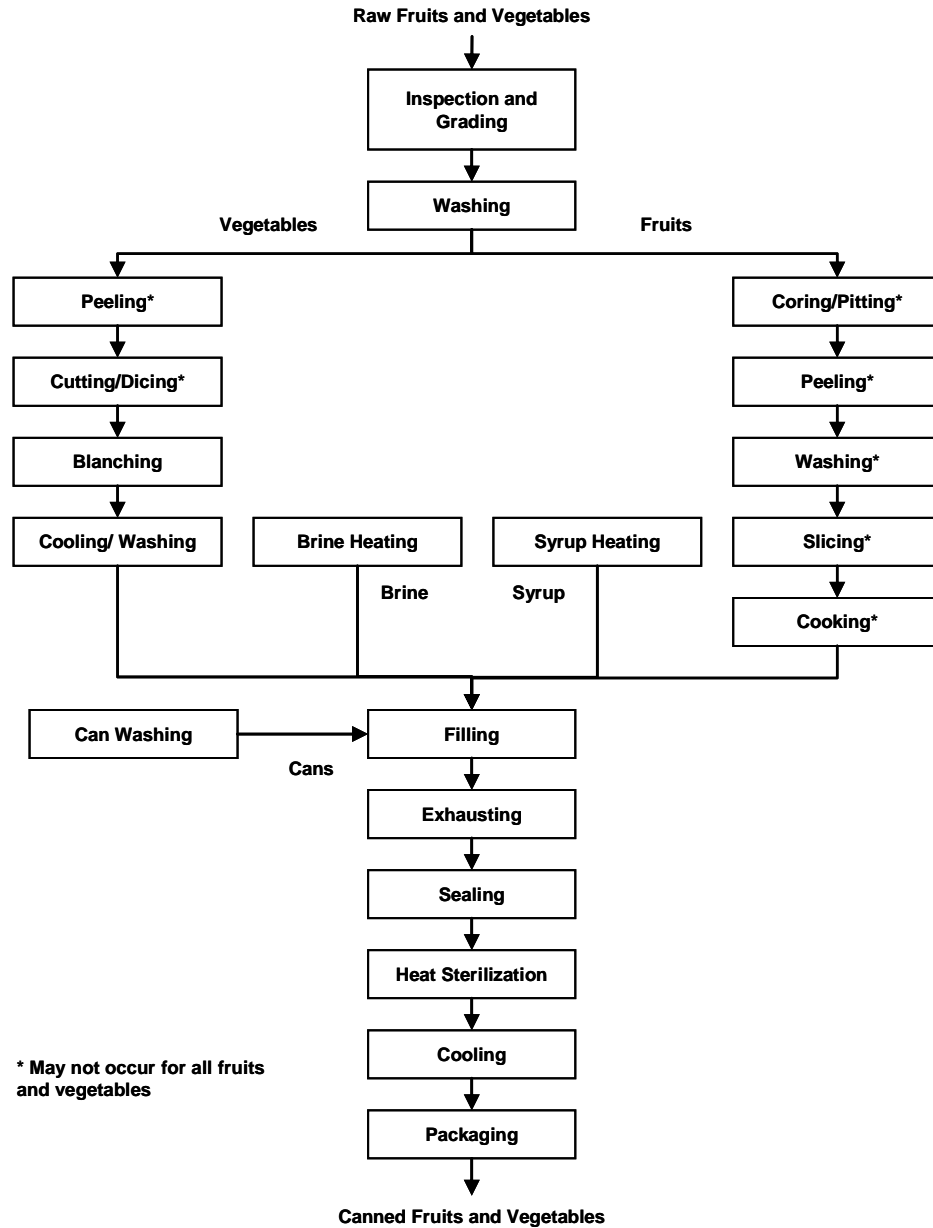 Raw Fruits and Vegetables
Inspection and
Grading
Washing
Vegetables
Fruits
Peeling*
Coring/Pitting*
Cutting/Dicing*
Peeling*
Blanching
Washing*
Cooling/ Washing
Brine Heating
Syrup Heating
Slicing*
Brine
Syrup
Cooking*
Can Washing
Filling
Cans
Exhausting
Sealing
Heat Sterilization
Cooling
* May not occur for all fruits
and vegetables
Packaging
Canned Fruits and Vegetables